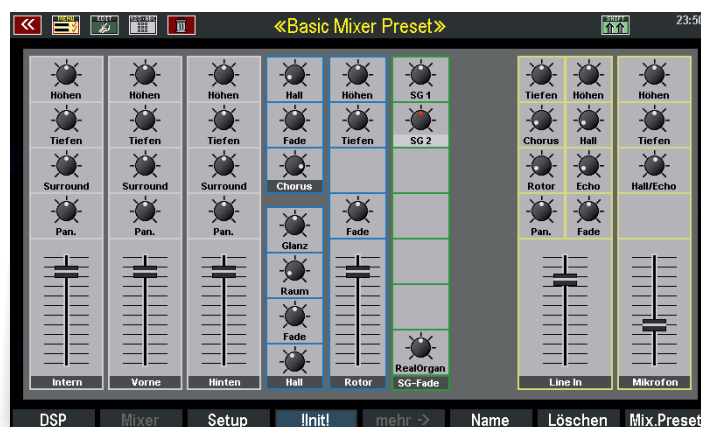 MENU EDIT 123±ABC «Basic Mixer Preset» SHIFT 23:50
Höhen Höhen Höhen Hall Höhen SG 1 Tiefen Höhen Höhen
Tiefen Tiefen Tiefen Fade Tiefen SG 2 Chorus Hall Tiefen
Surround Surround Surround Chorus Rotor Echo Hall/Echo
Pan. Pan. Pan. Glanz Fade Pan. Fade
Raum
Fade
RealOrgan
Intern Vorne Hinten Hall Rotor SG-Fade Line In Mikrofon
DSP Mixer Setup !Init! mehr -> Name Löschen Mix.Preset